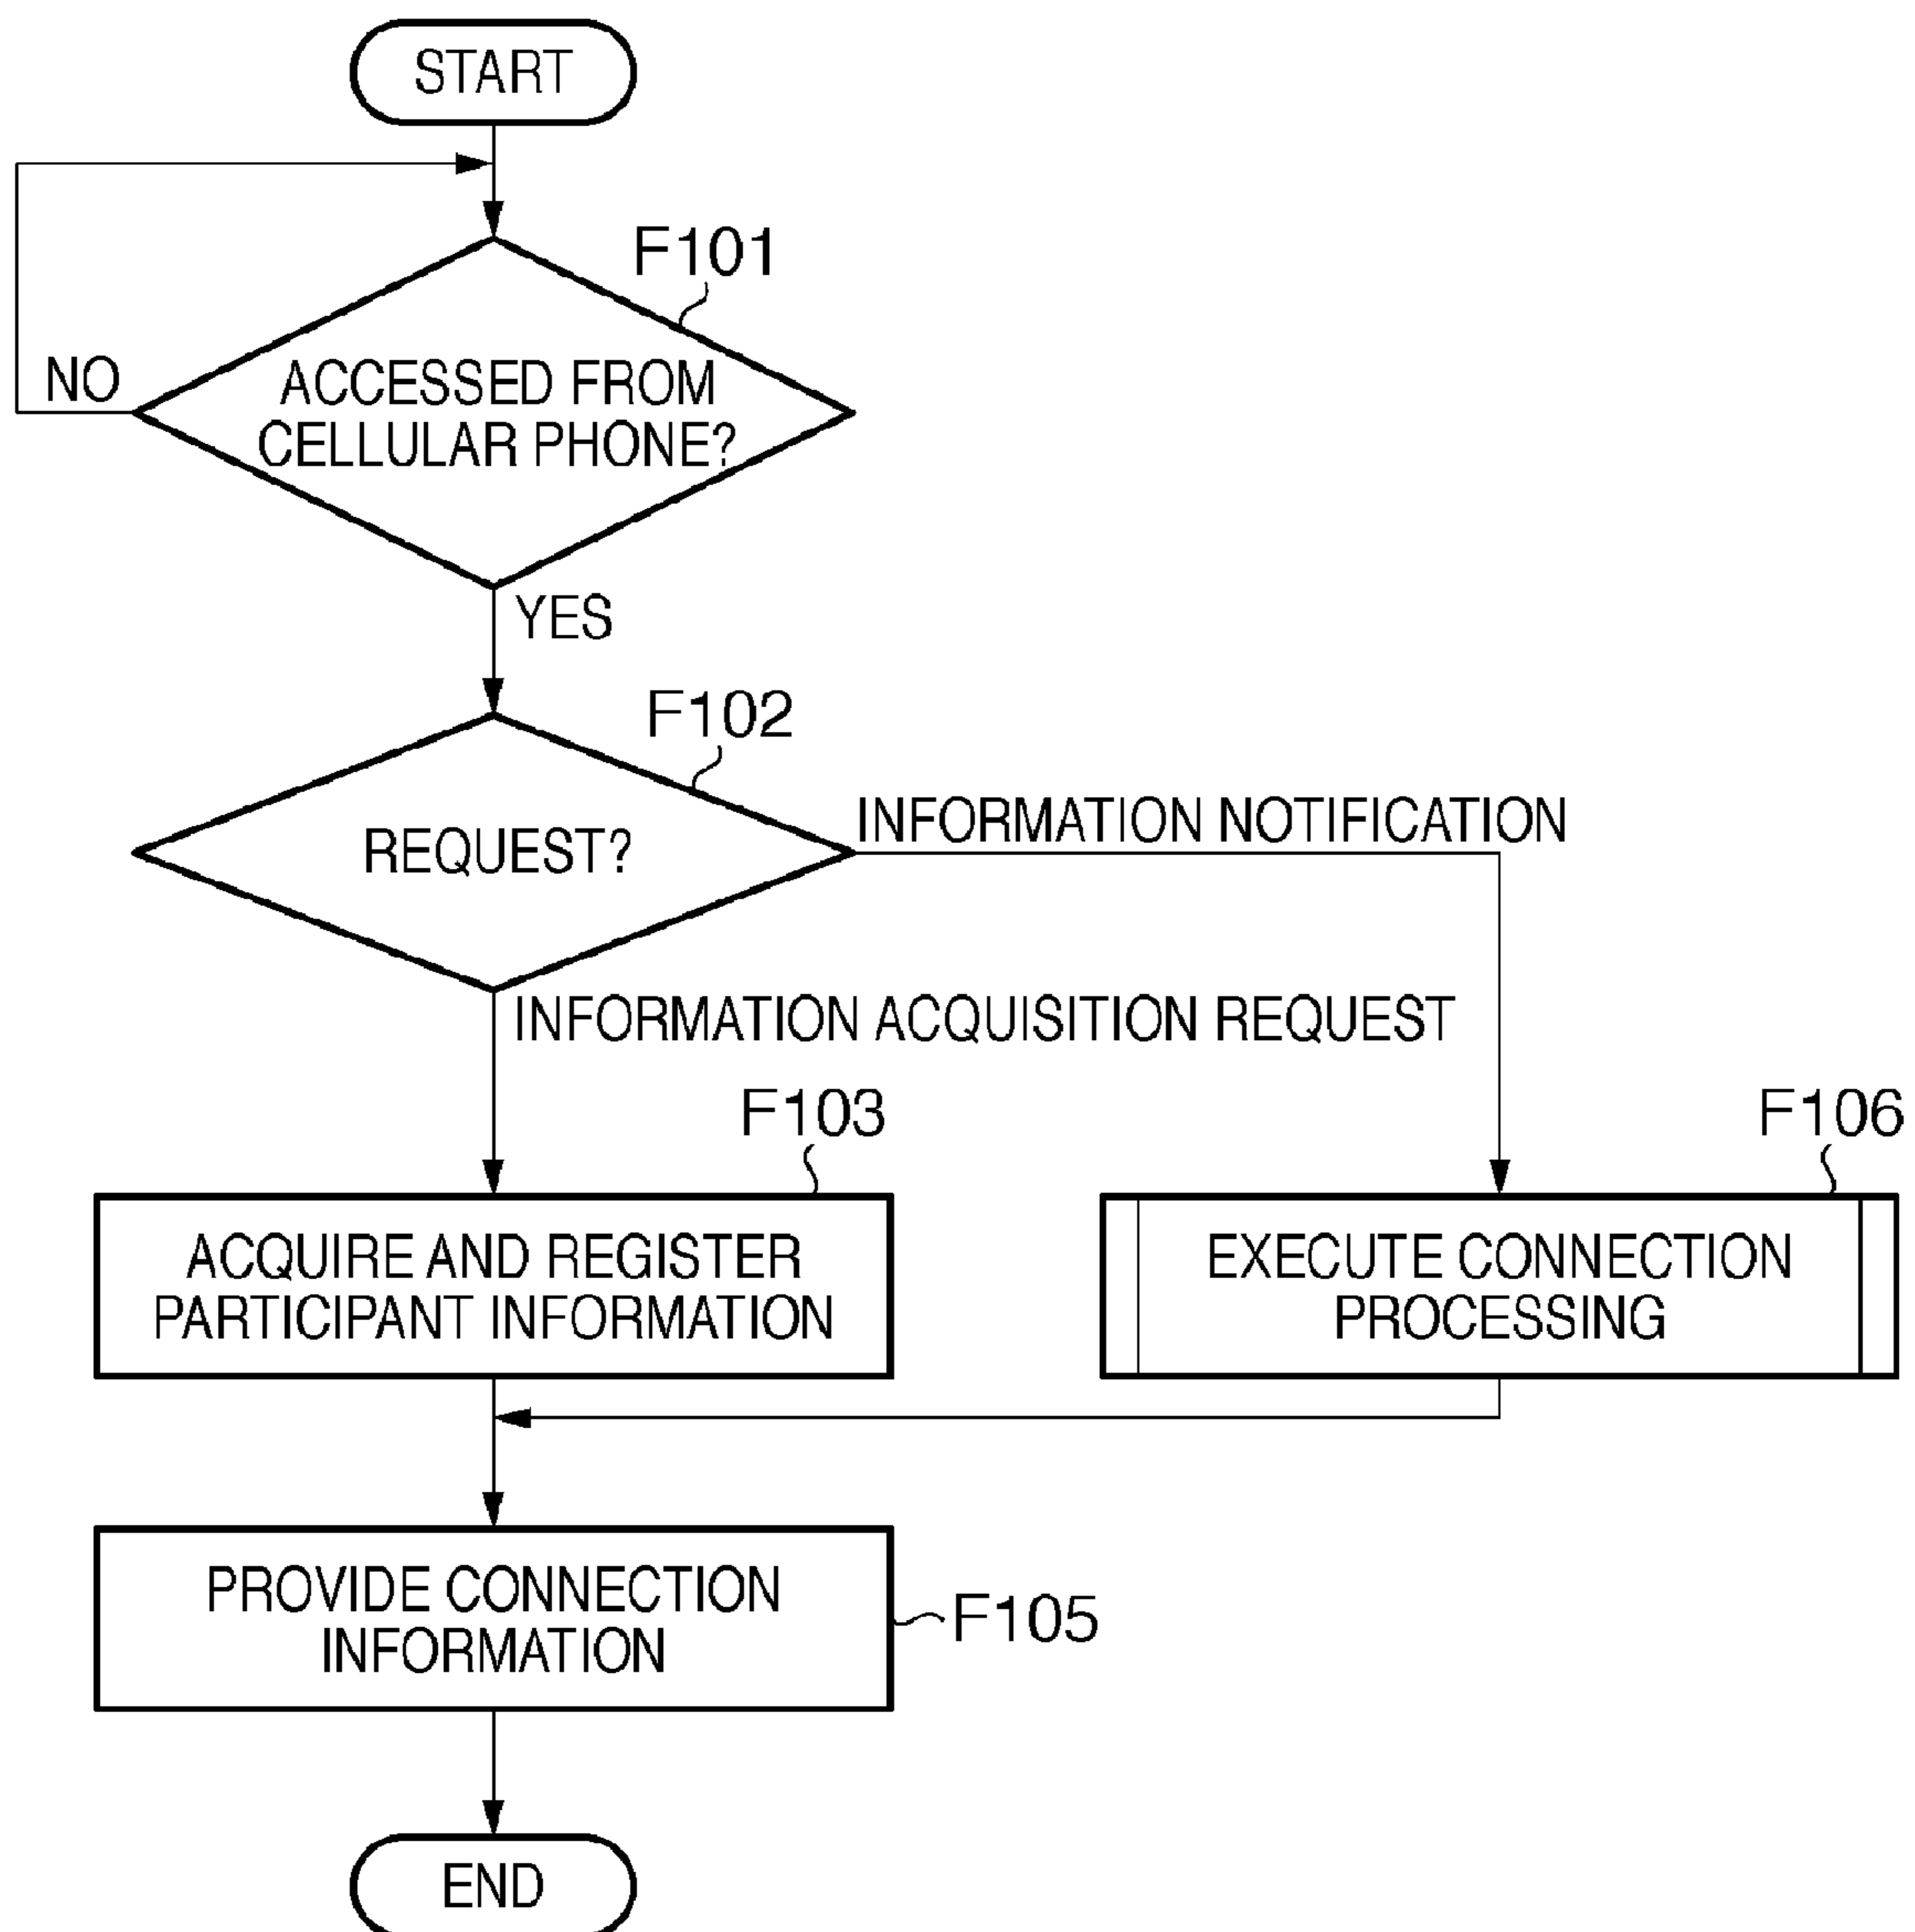 START
F101
NO
ACCESSED FROM
CELLULAR PHONE?
YES
F102
INFORMATION NOTIFICATION
REQUEST?
INFORMATION ACQUISITION REQUEST
F103
F106
ACQUIRE AND REGISTER
PARTICIPANT INFORMATION
EXECUTE CONNECTION
PROCESSING
PROVIDE CONNECTION
INFORMATION
F105
END